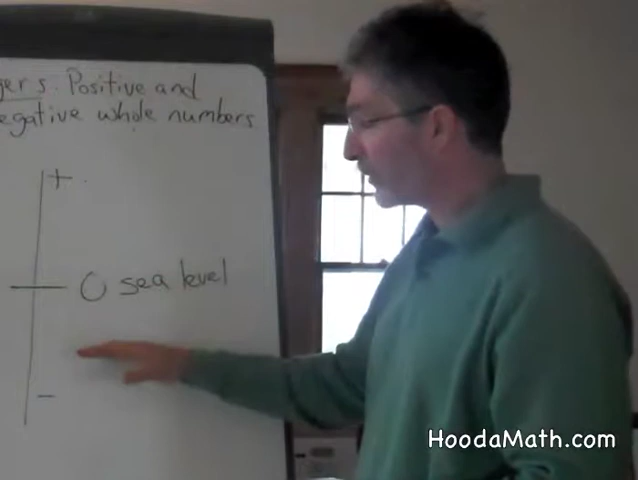 gers: Positive and
egative whole numbers
+
0 sea level
-
HoodaMath.com